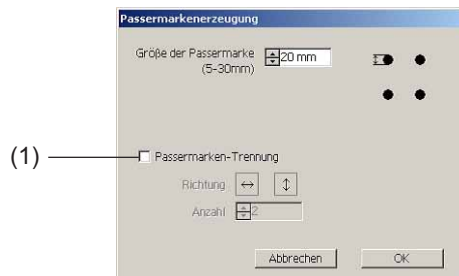 Passermarkenerzeugung
Größe der Passermarke 20 mm
(5-30mm)
(1) Passermarken-Trennung
Richtung
Anzahl 2
Abbrechen OK